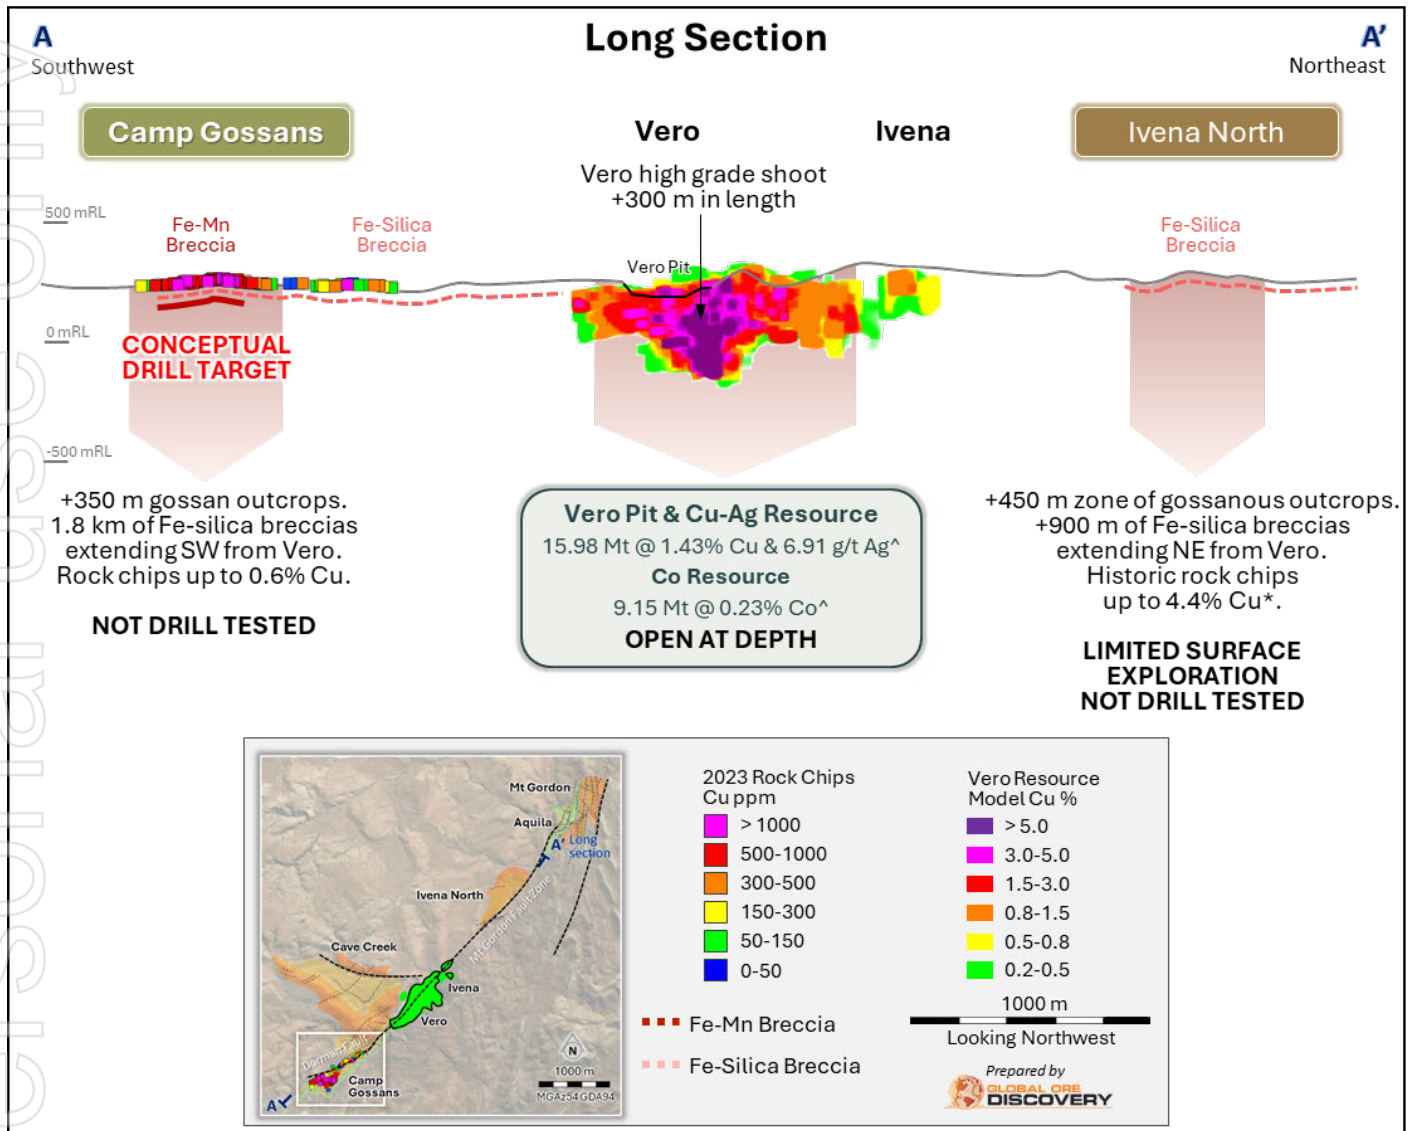 A
Southwest
Long Section
A'
Northeast
Camp Gossans
Vero
Ivena
Ivena North
Vero high grade shoot
+300 m in length
500 mRL
Fe-Mn
Breccia
Fe-Silica
Breccia
Fe-Silica
Breccia
Vero Pit
0 mRL
CONCEPTUAL
DRILL TARGET
-500 mRL
+350 m gossan outcrops.
1.8 km of Fe-silica breccias
extending SW from Vero.
Rock chips up to 0.6% Cu.
NOT DRILL TESTED
Vero Pit & Cu-Ag Resource
15.98 Mt @ 1.43% Cu & 6.91 g/t Ag^
Co Resource
9.15 Mt @ 0.23% Co^
OPEN AT DEPTH
+450 m zone of gossanous outcrops.
+900 m of Fe-silica breccias
extending NE from Vero.
Historic rock chips
up to 4.4% Cu*.
LIMITED SURFACE
EXPLORATION
NOT DRILL TESTED
Mt Gordon
Aquila
A'
Long
section
Ivena North
Mt Gordon Fault Zone
Cave Creek
Ivena
Vero
Dorman Fault
Camp
Gossans
A
N
1000 m
MGAz54 GDA94
2023 Rock Chips
Cu ppm
> 1000
500-1000
300-500
150-300
50-150
0-50
Fe-Mn Breccia
Fe-Silica Breccia
Vero Resource
Model Cu %
> 5.0
3.0-5.0
1.5-3.0
0.8-1.5
0.5-0.8
0.2-0.5
1000 m
Looking Northwest
Prepared by
GLOBAL ORE
DISCOVERY